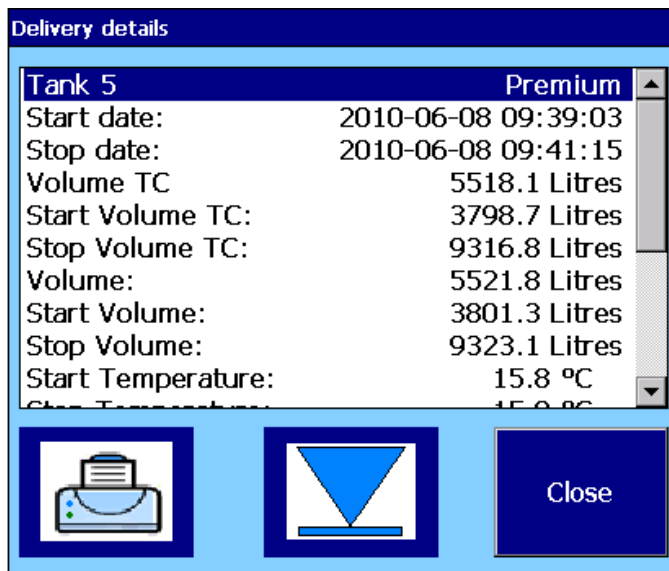 Delivery details
Tank 5 Premium
Start date: 2010-06-08 09:39:03
Stop date: 2010-06-08 09:41:15
Volume TC 5518.1 Litres
Start Volume TC: 3798.7 Litres
Stop Volume TC: 9316.8 Litres
Volume: 5521.8 Litres
Start Volume: 3801.3 Litres
Stop Volume: 9323.1 Litres
Start Temperature: 15.8 ºC
Stop Temperature:
Close